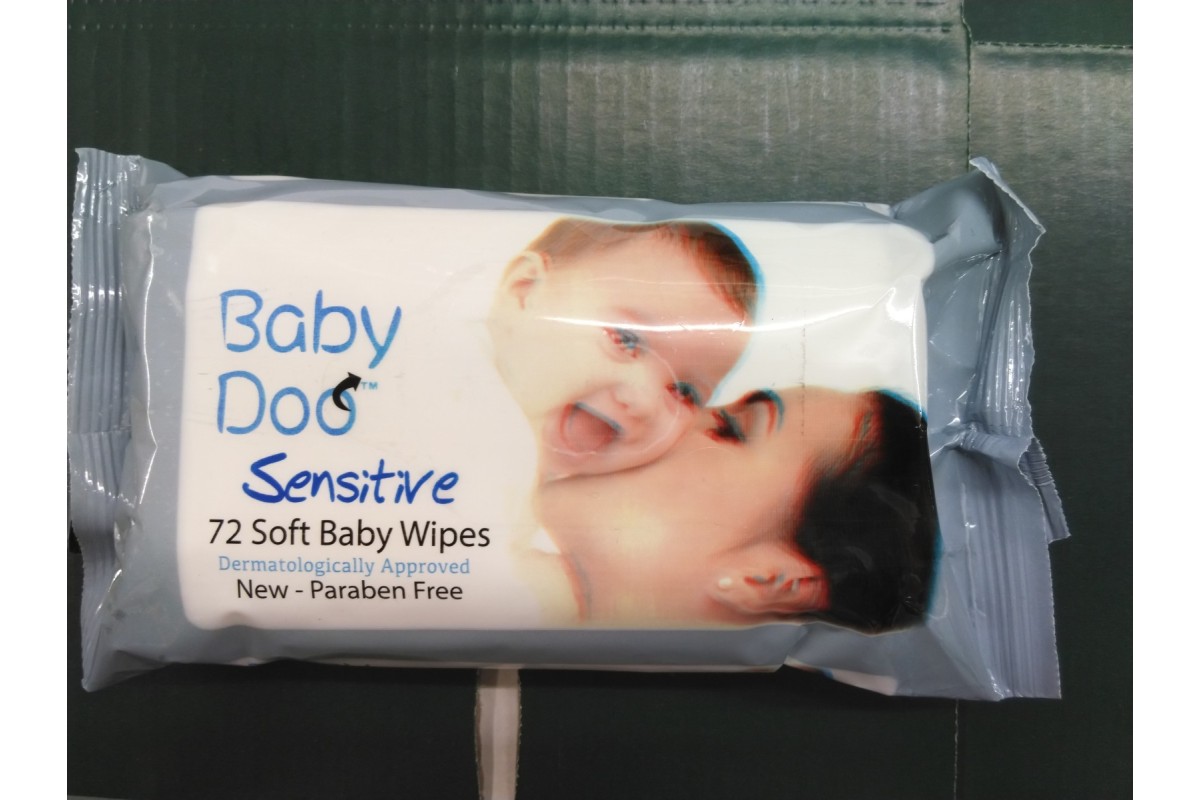 Baby
Doo™
Sensitive
72 Soft Baby Wipes
Dermatologically Approved
New - Paraben Free